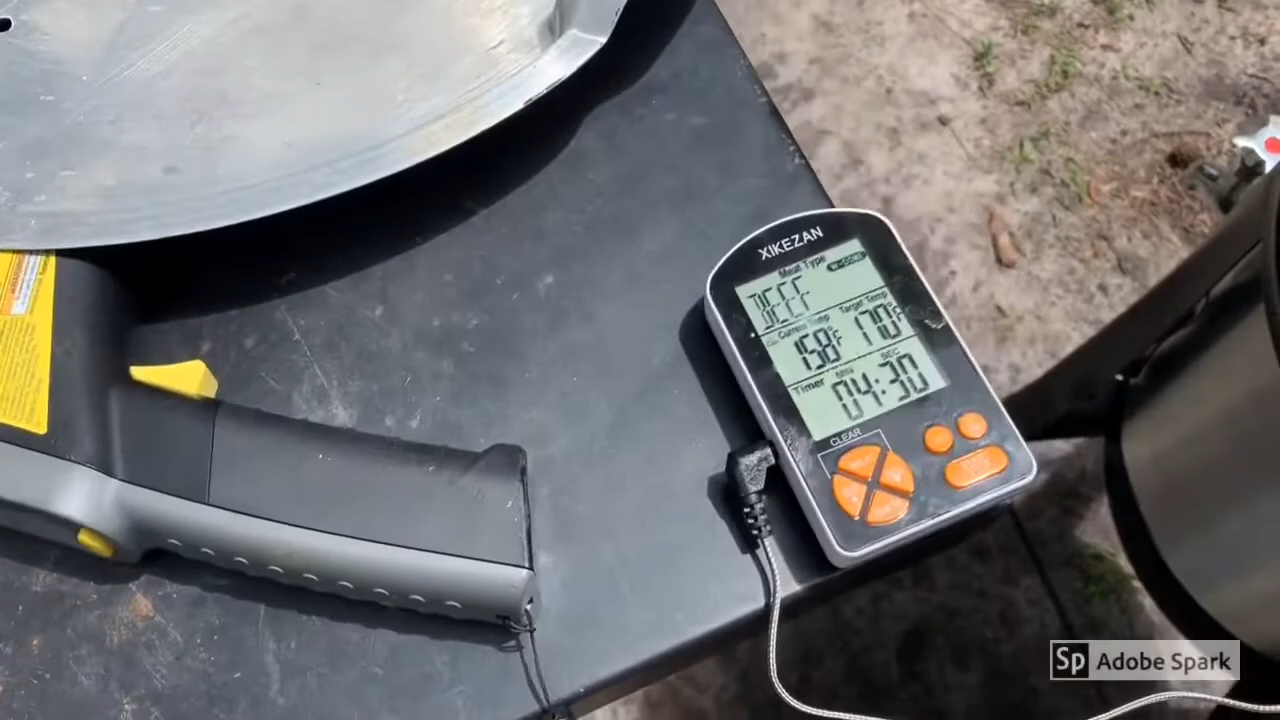 XIKEZAN
Meat Type
W-DONE
BEEF
Current Temp Target Temp
158°F 170°F
Timer MIN SEC
04:30
CLEAR
Sp Adobe Spark